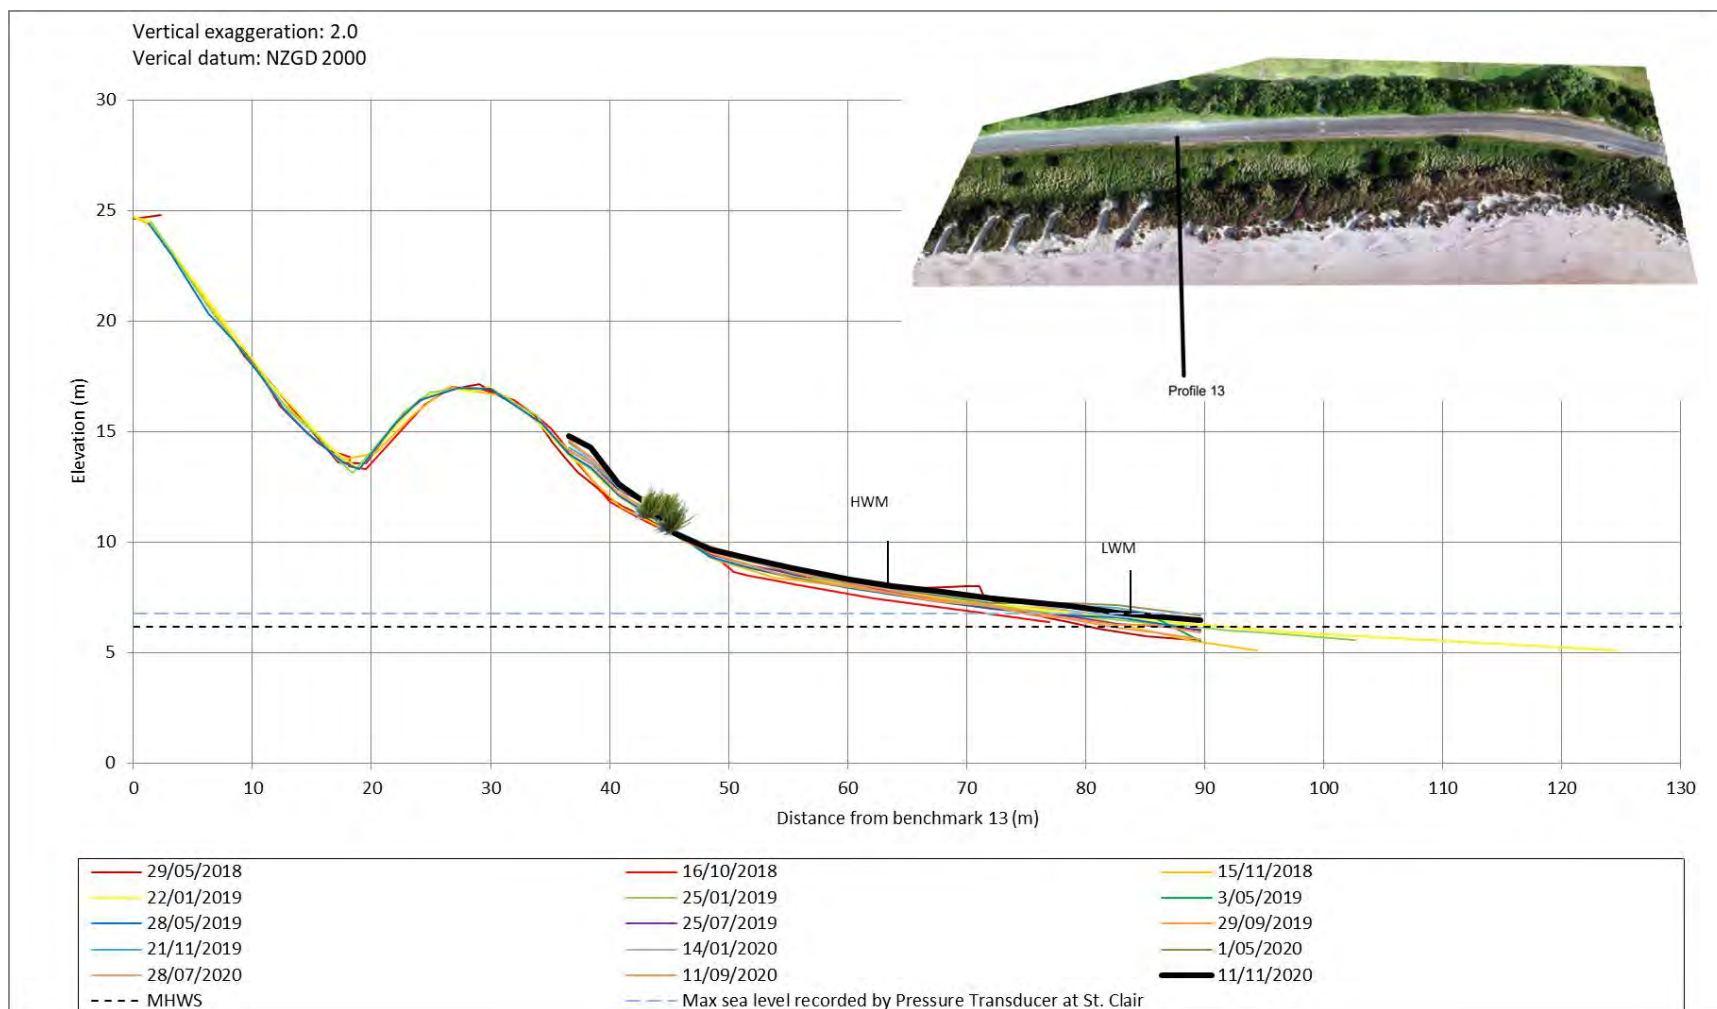 Vertical exaggeration: 2.0
Verical datum: NZGD 2000
30
25
20
15
10
5
0
Elevation (m)
HWM
LWM
Profile 13
0 10 20 30 40 50 60 70 80 90 100 110 120 130
Distance from benchmark 13 (m)
29/05/2018 16/10/2018 15/11/2018
22/01/2019 25/01/2019 3/05/2019
28/05/2019 25/07/2019 29/09/2019
21/11/2019 14/01/2020 1/05/2020
28/07/2020 11/09/2020 11/11/2020
MHWS Max sea level recorded by Pressure Transducer at St. Clair